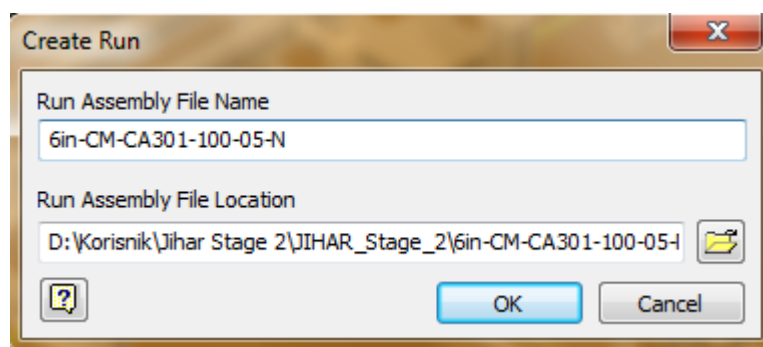 Create Run
Run Assembly File Name
6in-CM-CA301-100-05-N
Run Assembly File Location
D:\Korisnik\Jihar Stage 2\JIHAR_Stage_2\6in-CM-CA301-100-05-
OK
Cancel